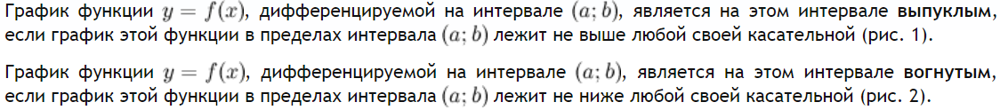 График функции y = f(x), дифференцируемой на интервале (a; b), является на этом интервале выпуклым,
если график этой функции в пределах интервала (a; b) лежит не выше любой своей касательной (рис. 1).
График функции y = f(x), дифференцируемой на интервале (a; b), является на этом интервале вогнутым,
если график этой функции в пределах интервала (a; b) лежит не ниже любой своей касательной (рис. 2).